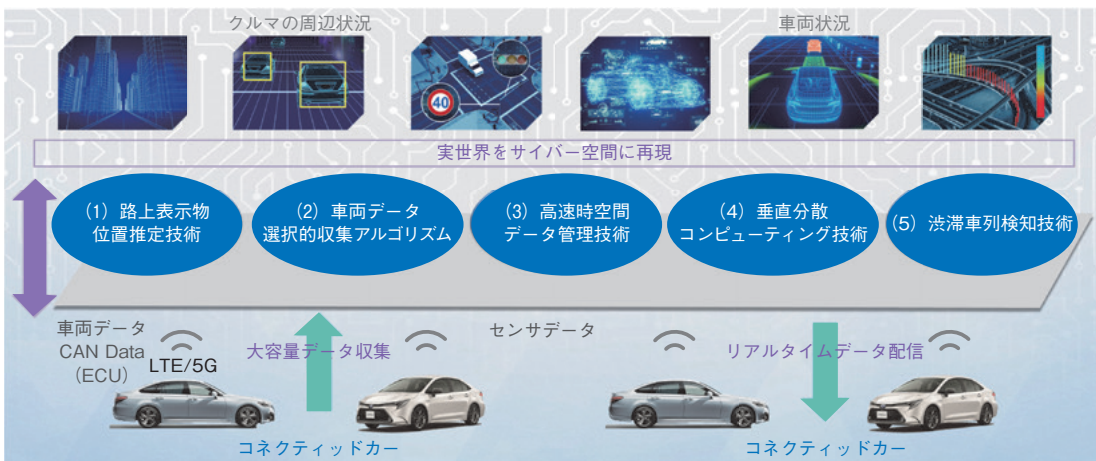 クルマの周辺状況
車両状況
40
実世界をサイバー空間に再現
（1）路上表示物
位置推定技術
（2）車両データ
選択的収集アルゴリズム
（3）高速時空間
データ管理技術
（4）垂直分散
コンピューティング技術
（5）渋滞車列検知技術
車両データ
CAN Data
（ECU）
LTE/5G
大容量データ収集
センサデータ
リアルタイムデータ配信
コネクティッドカー
コネクティッドカー